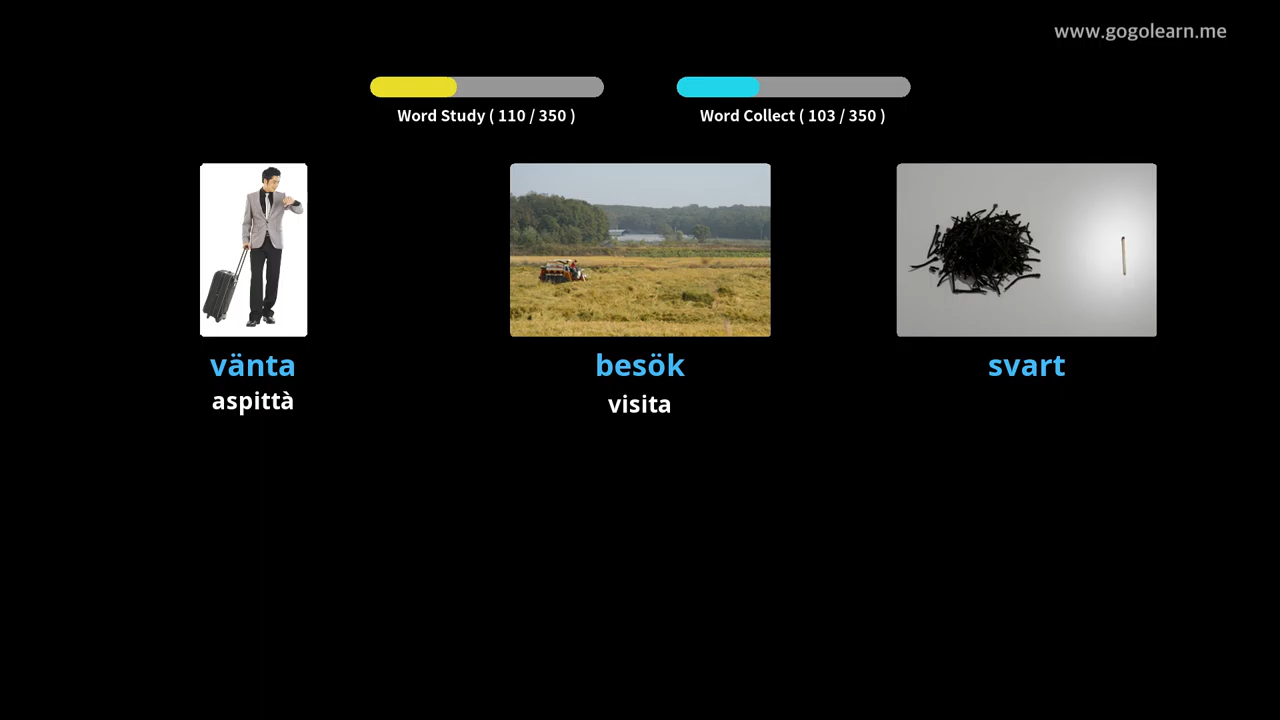 www.gogolearn.me
Word Study ( 110 / 350 )
Word Collect ( 103 / 350 )
vänta
besök
svart
aspittà
visita